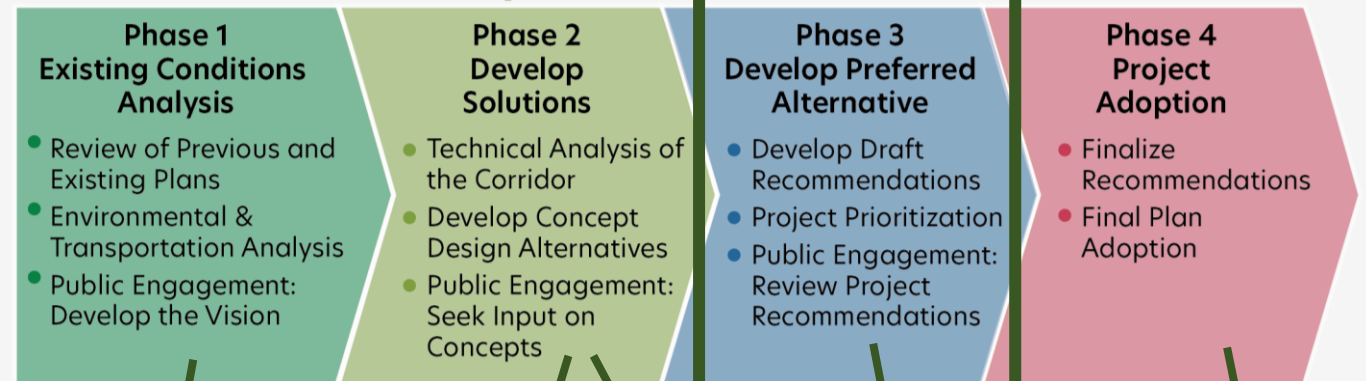 Phase 1
Existing Conditions
Analysis
Review of Previous and
Existing Plans
Environmental &
Transportation Analysis
Public Engagement:
Develop the Vision
Phase 2
Develop
Solutions
Technical Analysis of
the Corridor
Develop Concept
Design Alternatives
Public Engagement:
Seek Input on
Concepts
Phase 3
Develop Preferred
Alternative
Develop Draft
Recommendations
Project Prioritization
Public Engagement:
Review Project
Recommendations
Phase 4
Project
Adoption
Finalize
Recommendations
Final Plan
Adoption